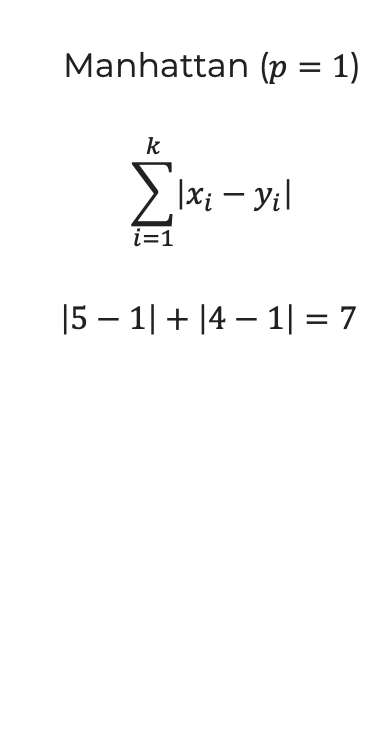 Manhattan (p = 1)
k
∑|xᵢ − yᵢ|
i=1
|5 − 1| + |4 − 1| = 7